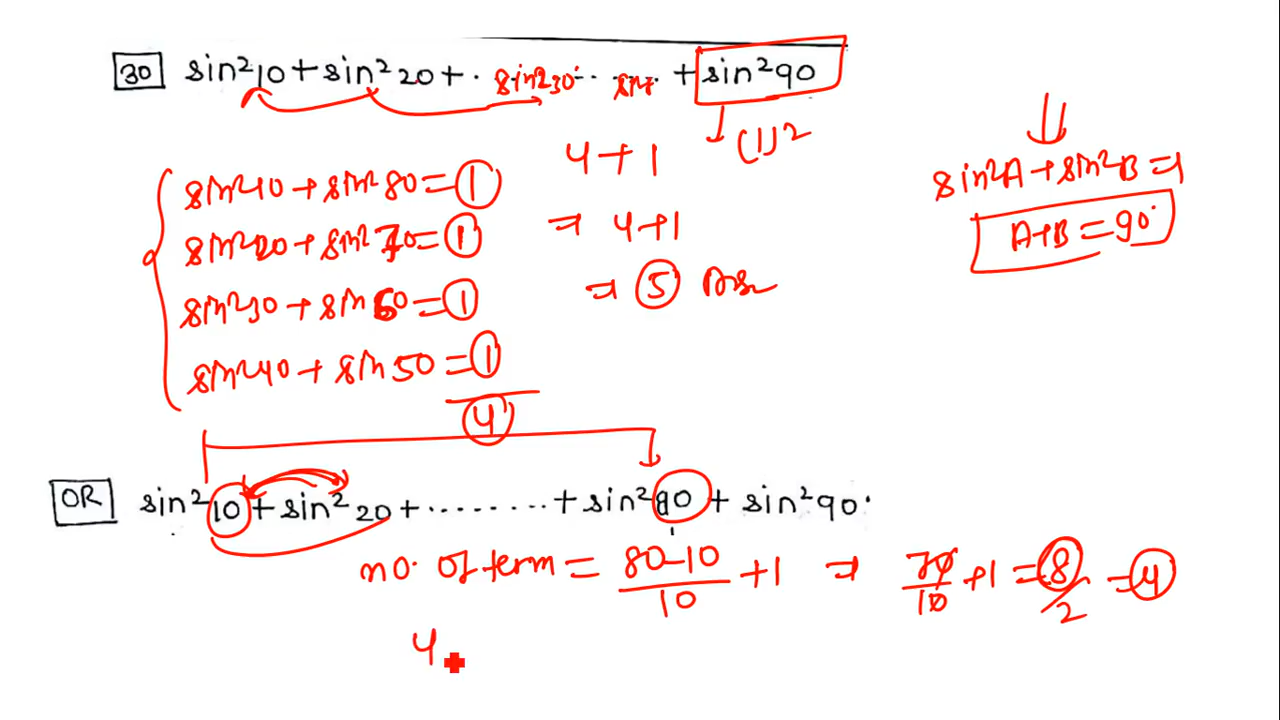 30 sin²10+sin²20+· sin²30·· ···· +sin²90
(1)²
4+1
sin²A+sin²B=1
sin²10+sin²80=1
A+B=90°
sin²20+sin²70=1
⇒ 4+1
sin²30+sin60=1
⇒ 5 Ans
sin²40+sin50=1
4
OR sin²10+sin²20+········+sin²80+sin²90·
no. of term = 80-10/10 +1 ⇒ 70/10 +1 = 8/2 = 4
4